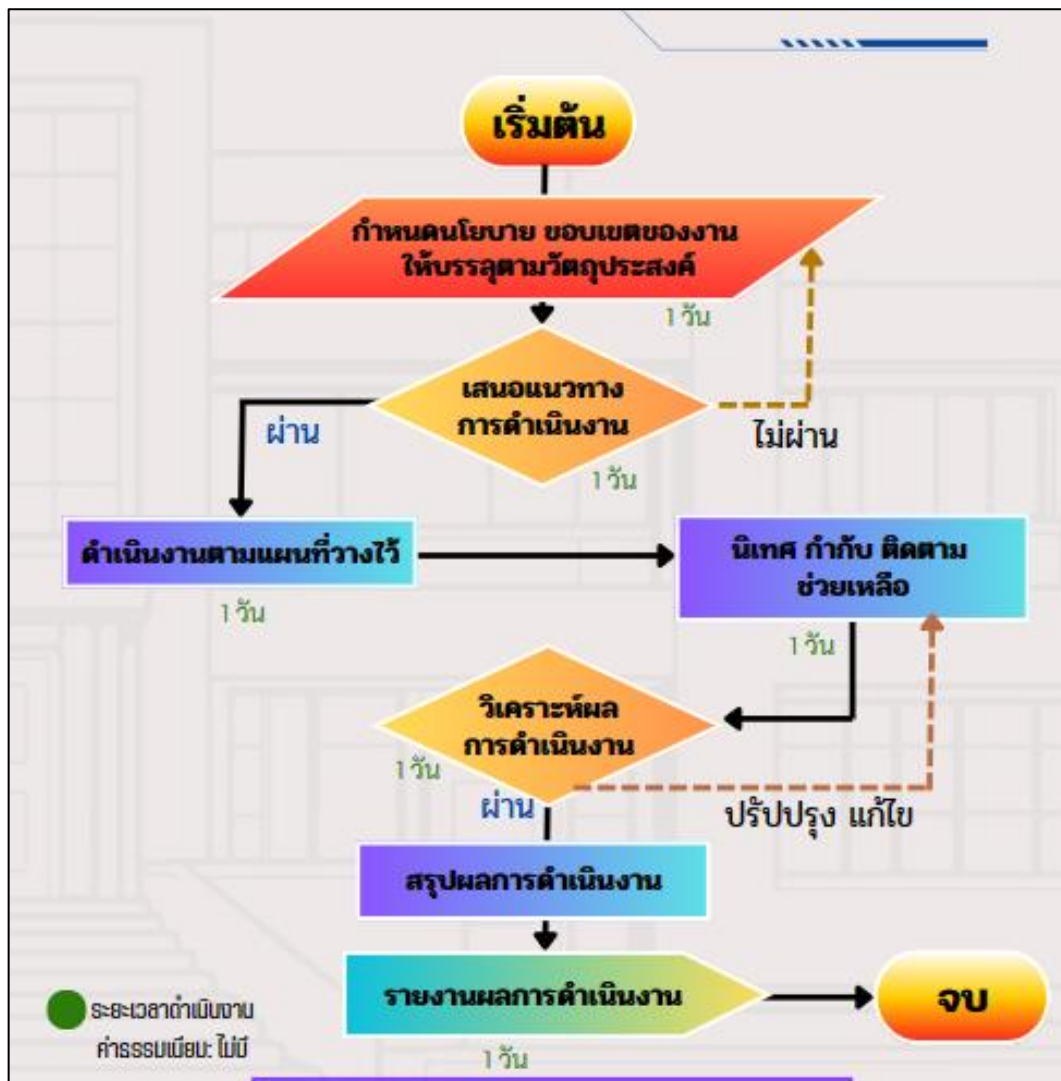 เริ่มต้น
กำหนดนโยบาย ขอบเขตของงาน
ให้บรรลุตามวัตถุประสงค์
1 วัน
เสนอแนวทาง
การดำเนินงาน
ผ่าน
ไม่ผ่าน
1 วัน
ดำเนินงานตามแผนที่วางไว้
นิเทศ กำกับ ติดตาม
ช่วยเหลือ
1 วัน
1 วัน
วิเคราะห์ผล
การดำเนินงาน
1 วัน
ผ่าน
ปรัปปรุง แก้ไข
สรุปผลการดำเนินงาน
รายงานผลการดำเนินงาน
จบ
ระยะเวลาดำเนินงาน
ค่าธรรมเนียม: ไม่มี
1 วัน